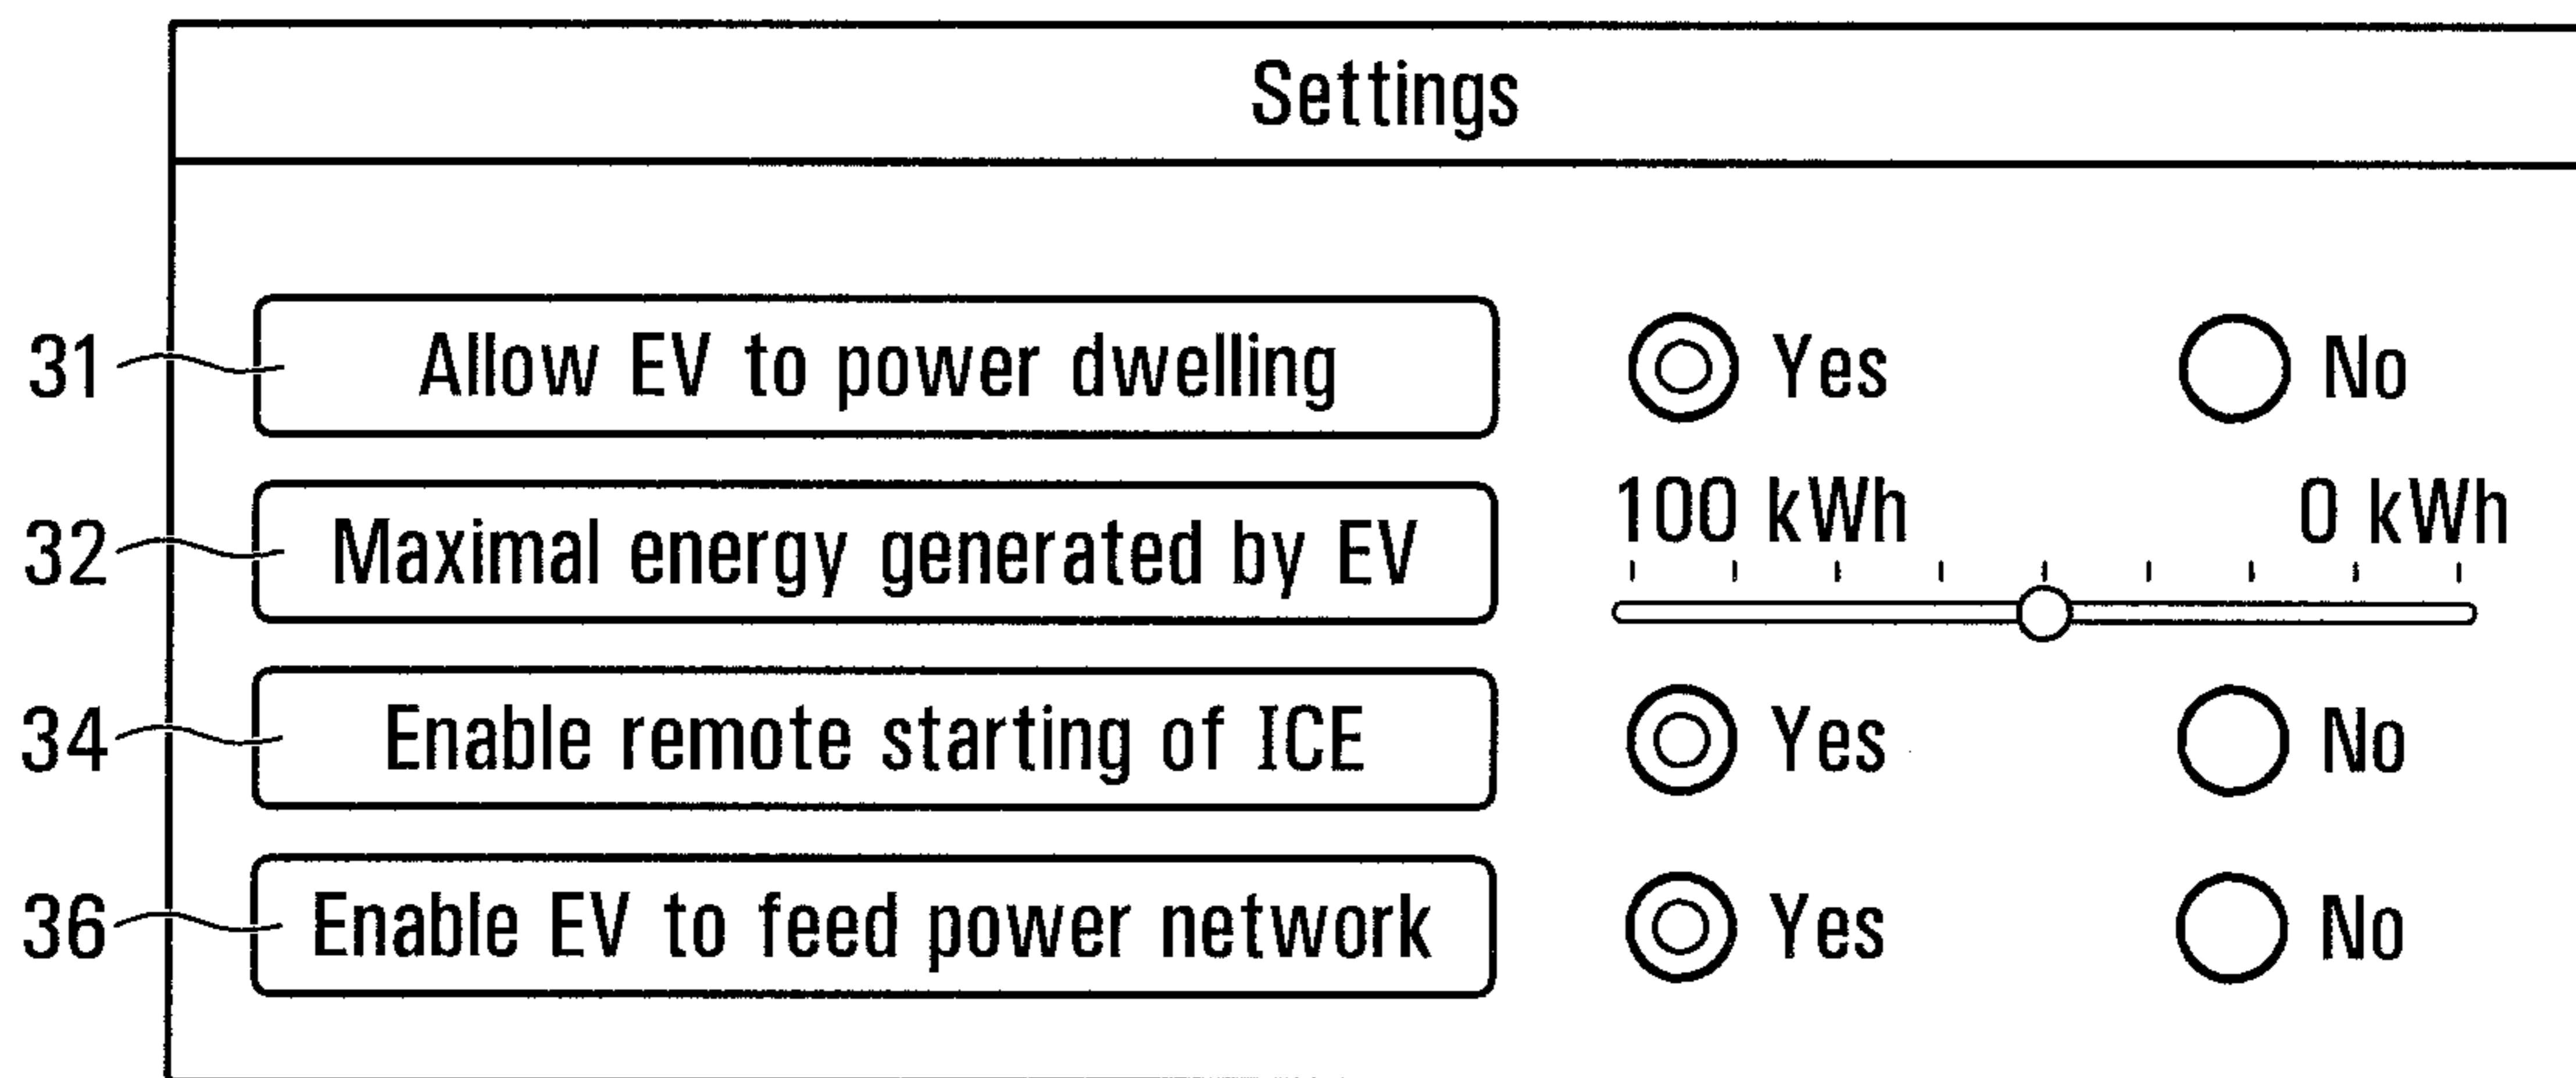 Settings
31 Allow EV to power dwelling Yes No
100 kWh 0 kWh
32 Maximal energy generated by EV
34 Enable remote starting of ICE Yes No
36 Enable EV to feed power network Yes No